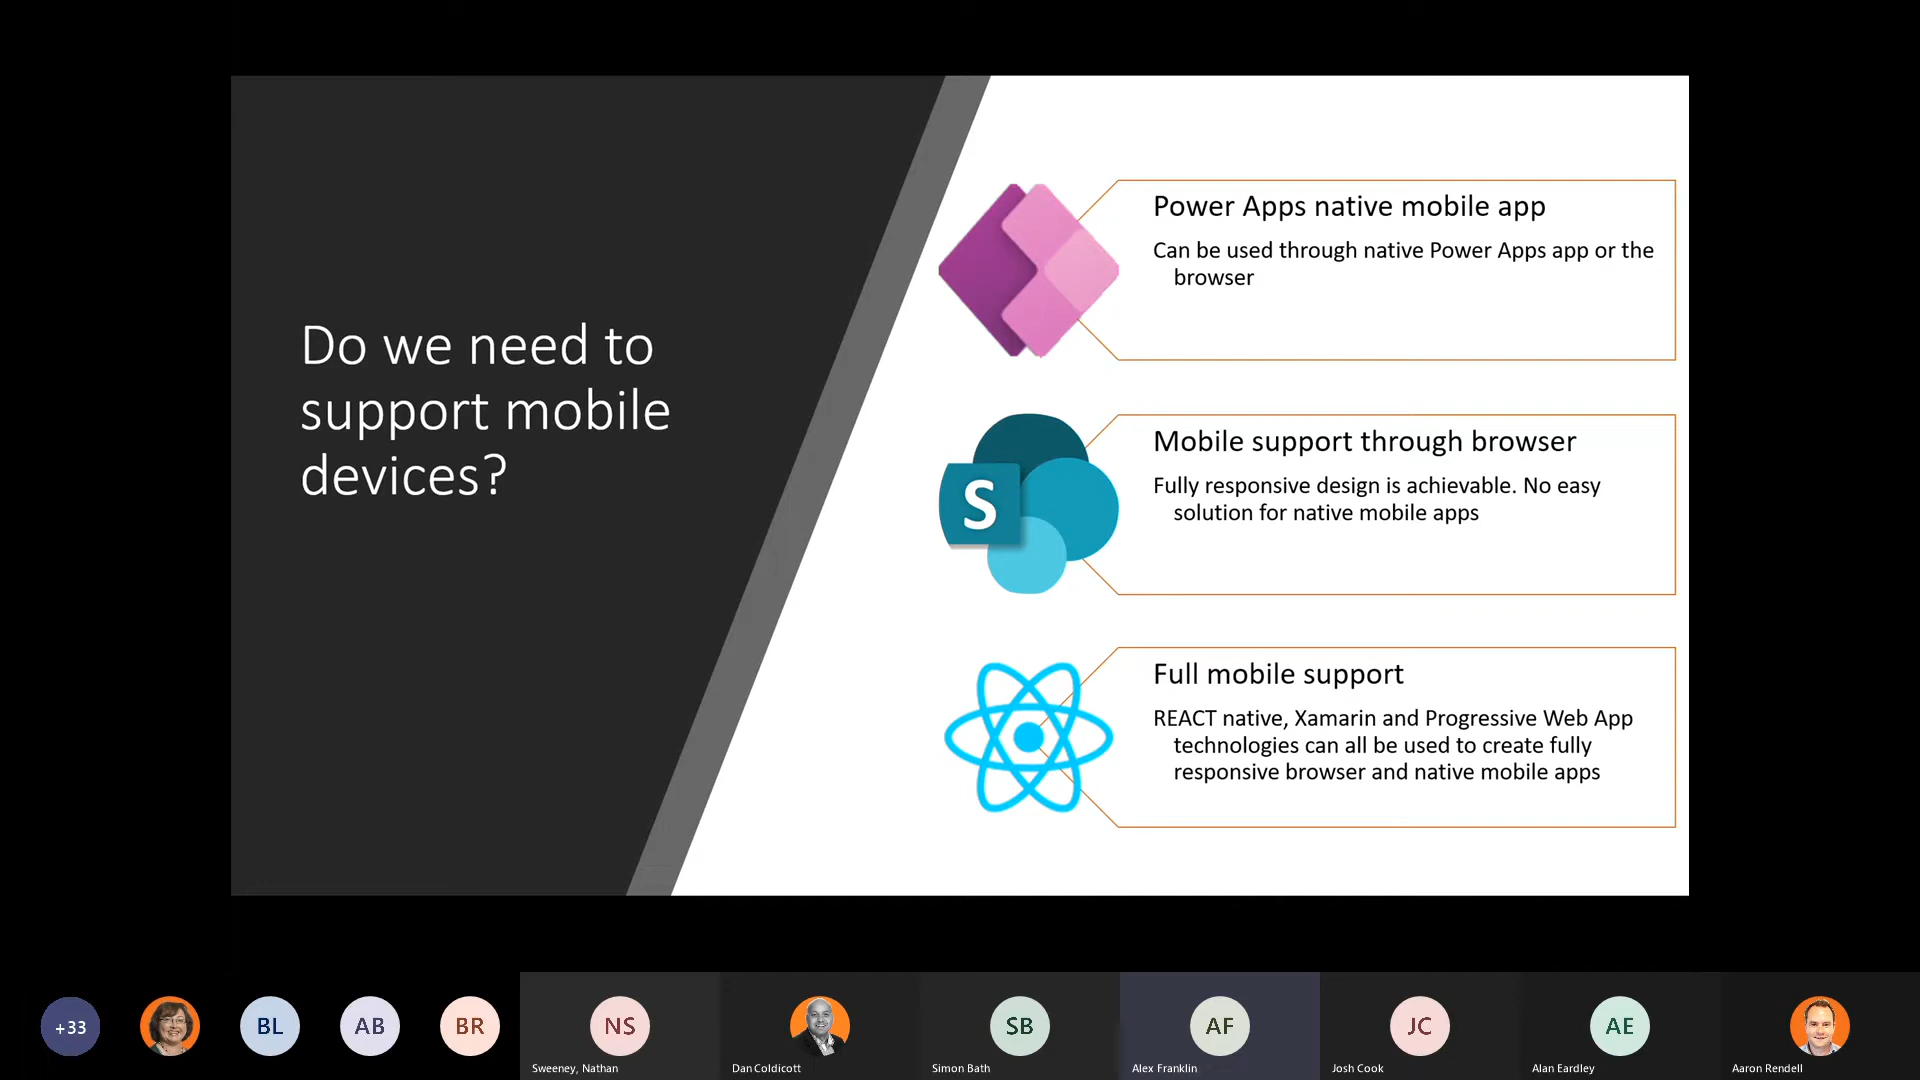 Do we need to
support mobile
devices?
Power Apps native mobile app
Can be used through native Power Apps app or the
browser
S
Mobile support through browser
Fully responsive design is achievable. No easy
solution for native mobile apps
Full mobile support
REACT native, Xamarin and Progressive Web App
technologies can all be used to create fully
responsive browser and native mobile apps
+33
BL
AB
BR
NS
Sweeney, Nathan
Dan Coldicott
SB
Simon Bath
AF
Alex Franklin
JC
Josh Cook
AE
Alan Eardley
Aaron Rendell